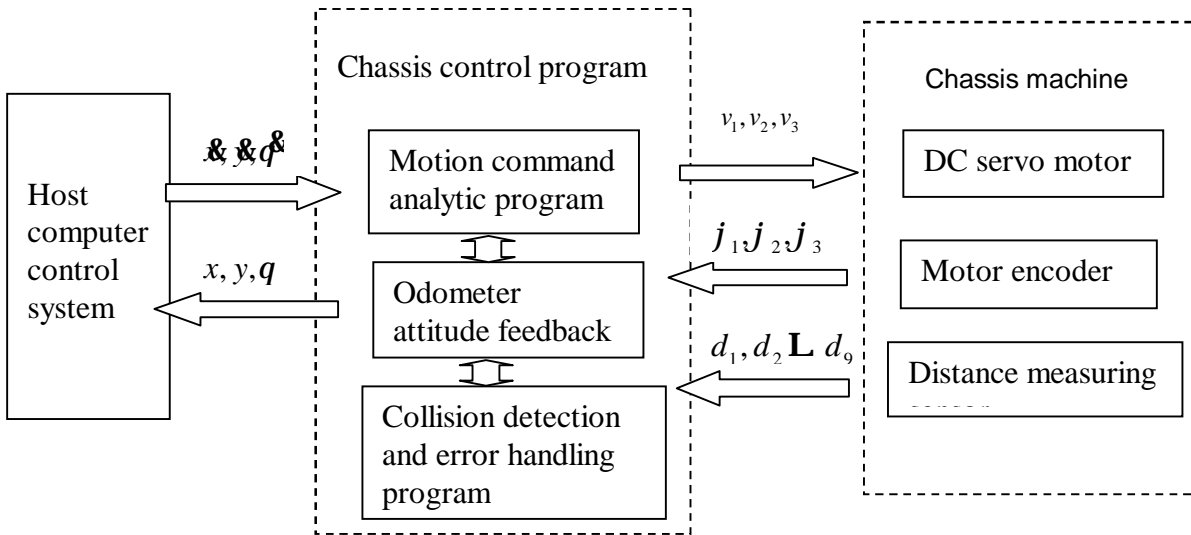 Host
computer
control
system
x, y, q
Chassis control program
Motion command
analytic program
Odometer
attitude feedback
Collision detection
and error handling
program
v₁, v₂, v₃
j₁, j₂, j₃
d₁, d₂ L d₉
Chassis machine
DC servo motor
Motor encoder
Distance measuring